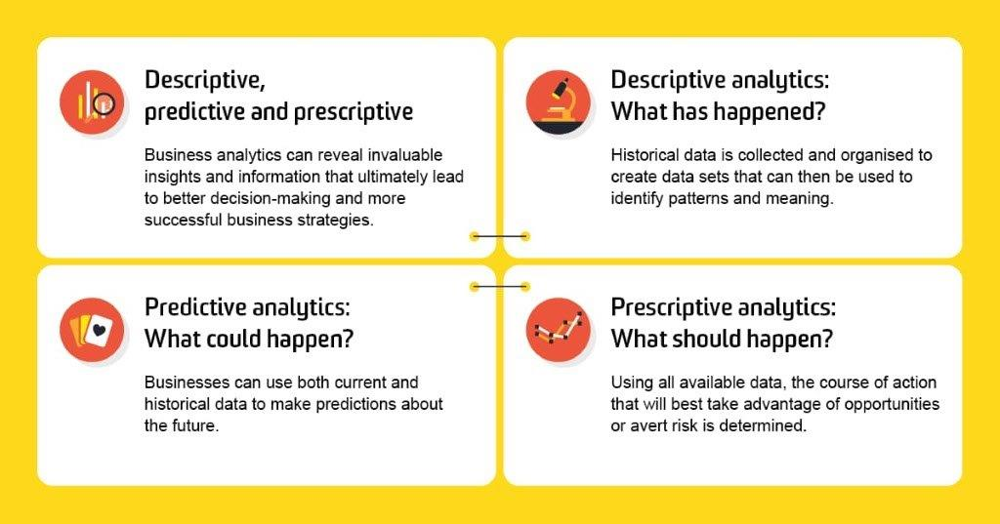 Descriptive,
predictive and prescriptive
Business analytics can reveal invaluable
insights and information that ultimately lead
to better decision-making and more
successful business strategies.
Descriptive analytics:
What has happened?
Historical data is collected and organised to
create data sets that can then be used to
identify patterns and meaning.
Predictive analytics:
What could happen?
Businesses can use both current and
historical data to make predictions about
the future.
Prescriptive analytics:
What should happen?
Using all available data, the course of action
that will best take advantage of opportunities
or avert risk is determined.